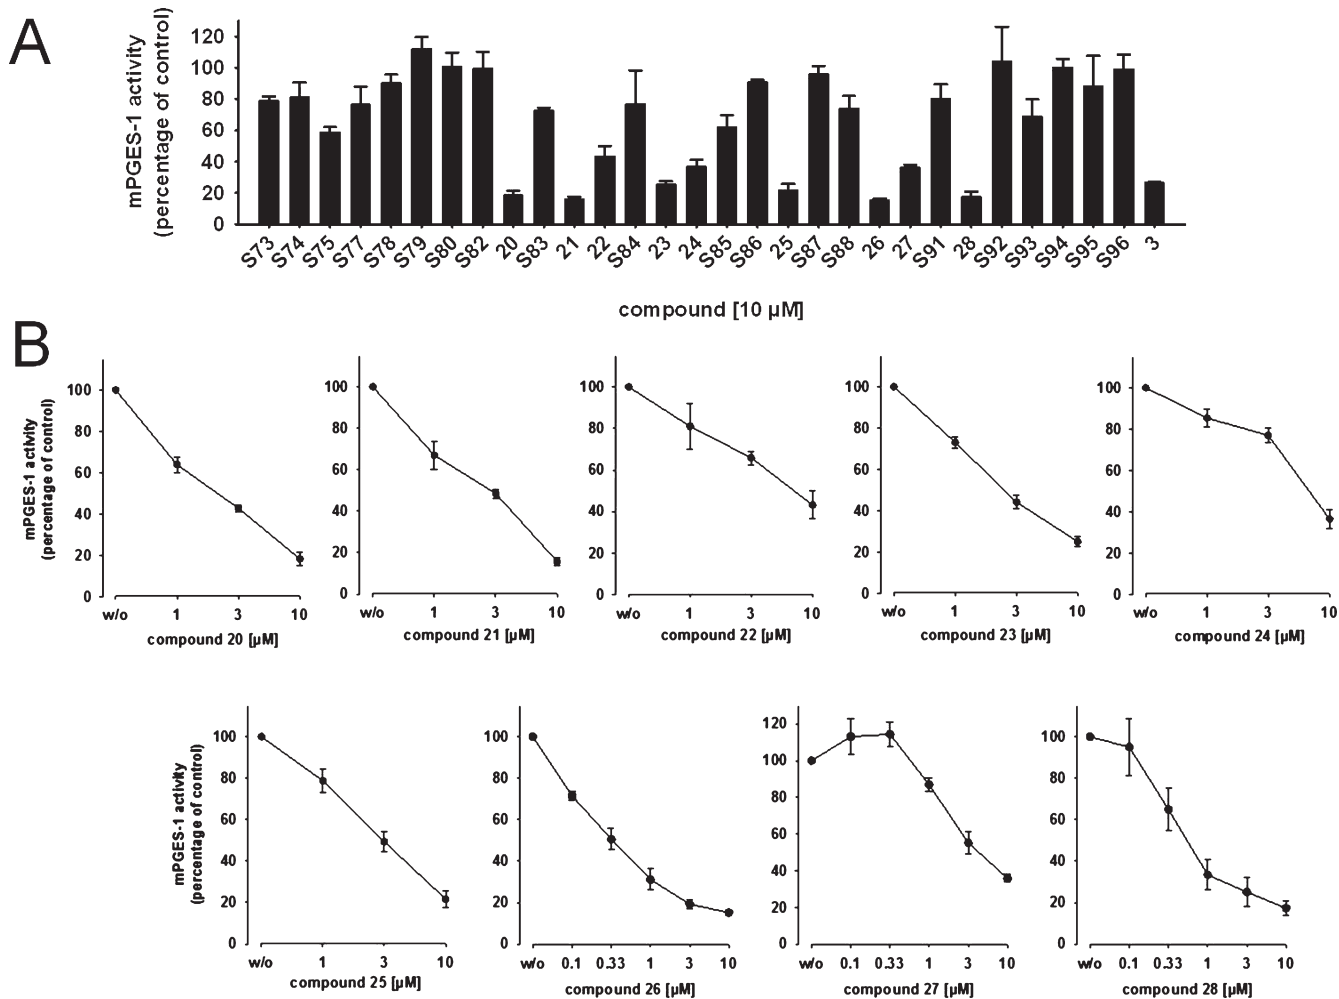 A
mPGES-1 activity
(percentage of control)
120
100
80
60
40
20
0
S73 S74 S75 S77 S78 S79 S80 S82 20 S83 21 22 S84 23 24 S85 S86 25 S87 S88 26 27 S91 28 S92 S93 S94 S95 S96 3
compound [10 µM]
B
mPGES-1 activity
(percentage of control)
100
80
60
40
20
0
w/o 1 3 10
compound 20 [µM]
100
80
60
40
20
0
w/o 1 3 10
compound 21 [µM]
100
80
60
40
20
0
w/o 1 3 10
compound 22 [µM]
100
80
60
40
20
0
w/o 1 3 10
compound 23 [µM]
100
80
60
40
20
0
w/o 1 3 10
compound 24 [µM]
mPGES-1 activity
(percentage of control)
100
80
60
40
20
0
w/o 1 3 10
compound 25 [µM]
100
80
60
40
20
0
w/o 0.1 0.33 1 3 10
compound 26 [µM]
120
100
80
60
40
20
0
w/o 0.1 0.33 1 3 10
compound 27 [µM]
100
80
60
40
20
0
w/o 0.1 0.33 1 3 10
compound 28 [µM]